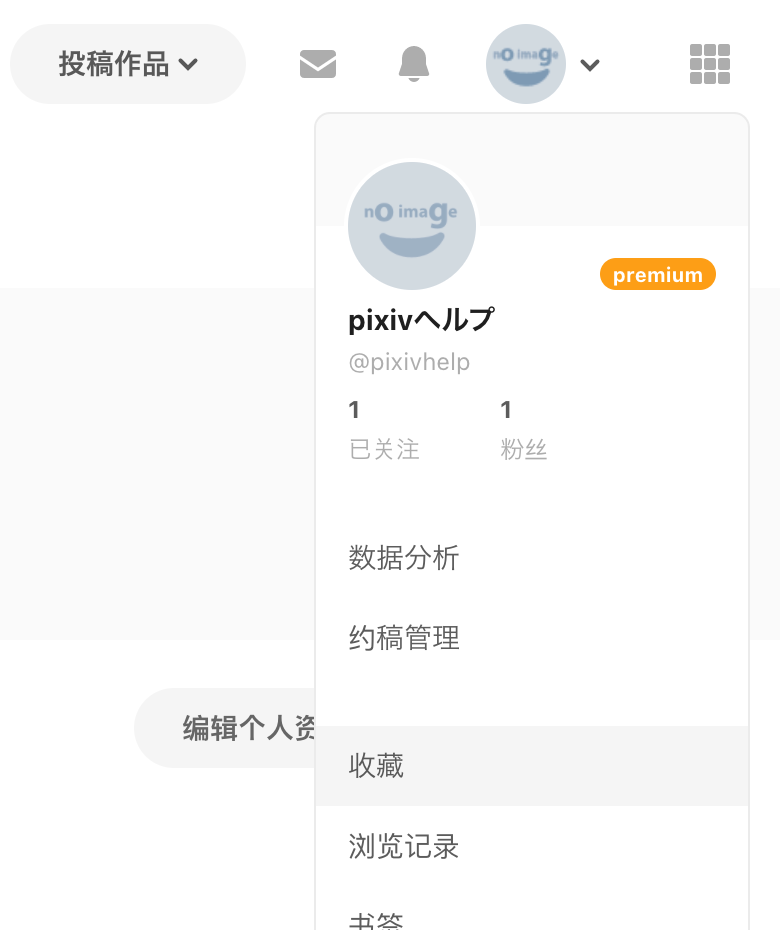 投稿作品
no image
no image
premium
pixivヘルプ
@pixivhelp
1 1
已关注 粉丝
数据分析
约稿管理
编辑个人资
收藏
浏览记录
书签